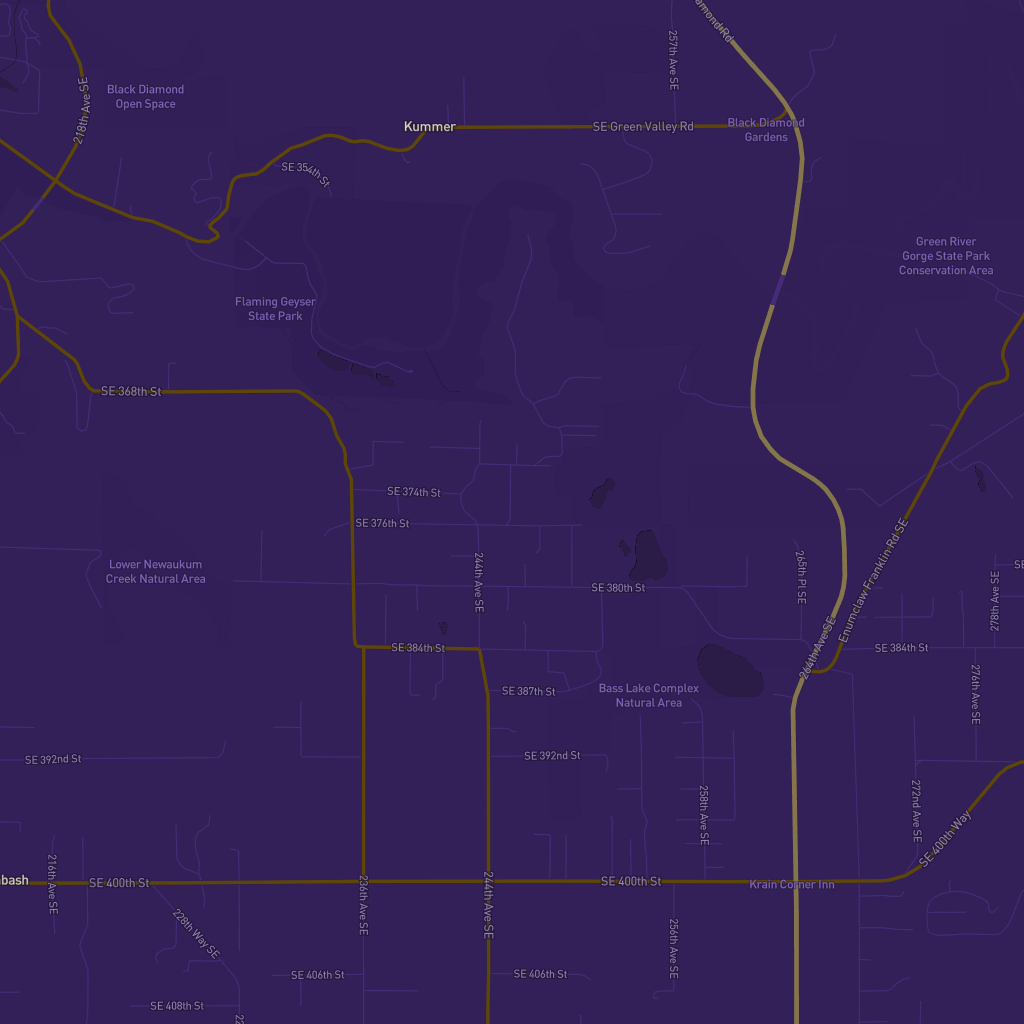 amond Rd
257th Ave SE
218th Ave SE
Black Diamond
Open Space
Kummer
SE Green Valley Rd
Black Diamond
Gardens
SE 354th St
Green River
Gorge State Park
Conservation Area
Flaming Geyser
State Park
SE 368th St
SE 374th St
SE 376th St
Lower Newaukum
Creek Natural Area
244th Ave SE
SE 380th St
265th Pl SE
Enumclaw Franklin Rd SE
278th Ave SE
SE
264th Ave SE
SE 384th St
SE 384th St
SE 387th St
Bass Lake Complex
Natural Area
276th Ave SE
SE 392nd St
SE 392nd St
258th Ave SE
272nd Ave SE
SE 400th Way
bash
216th Ave SE
SE 400th St
236th Ave SE
244th Ave SE
SE 400th St
Krain Corner Inn
228th Way SE
256th Ave SE
SE 406th St
SE 406th St
SE 408th St
22